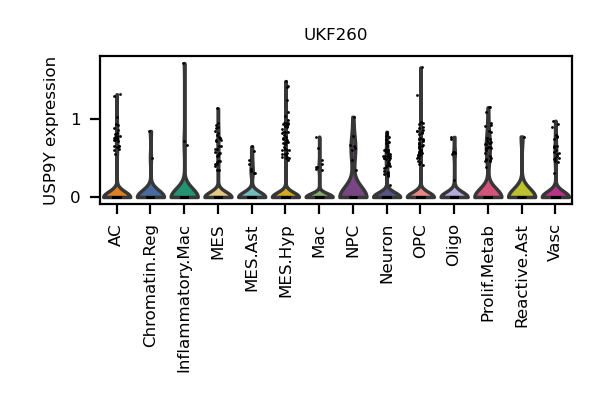 UKF260
USP9Y expression
1
0
AC
Chromatin.Reg
Inflammatory.Mac
MES
MES.Ast
MES.Hyp
Mac
NPC
Neuron
OPC
Oligo
Prolif.Metab
Reactive.Ast
Vasc